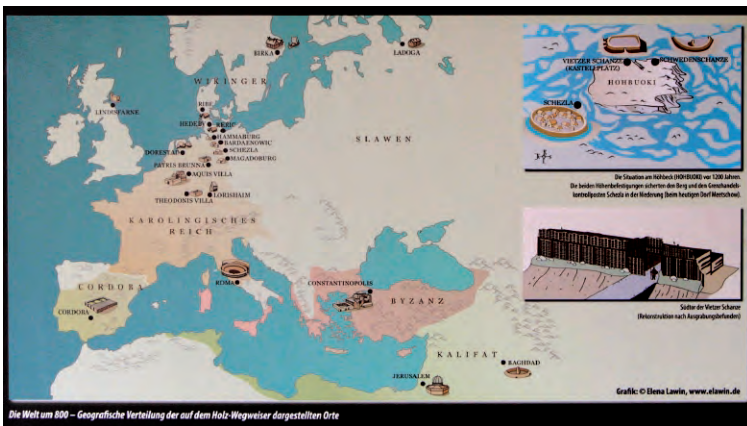 BIRKA
LADOGA
WIKINGER
LINDISFARNE
RIBE
HEDEBY
RERIC
HAMMABURG
BARDAENOWIC
SLAWEN
DORESTAD
SCHEZLA
MAGADOBURG
PATRIS BRUNNA
AQUIS VILLA
LORISHAIM
THEODONIS VILLA
KAROLINGISCHES
REICH
CORDOBA
CORDOBA
ROMA
CONSTANTINOPOLIS
BYZANZ
KALIFAT
BAGHDAD
JERUSALEM
VIETZER SCHANZE
(KASTELLPLATZ)
SCHWEDENSCHANZE
HOHBUOKI
SCHEZLA
Die Situation am Höhbeck (HOHBUOKI) vor 1200 Jahren.
Die beiden Höhenbefestigungen sicherten den Berg und den Grenzhandels-
kontrollposten Schezla in der Niederung (beim heutigen Dorf Meetschow).
Südtor der Vietzer Schanze
(Rekonstruktion nach Ausgrabungsbefunden)
Grafik: © Elena Lawin, www.elawin.de
Die Welt um 800 – Geografische Verteilung der auf dem Holz-Wegweiser dargestellten Orte